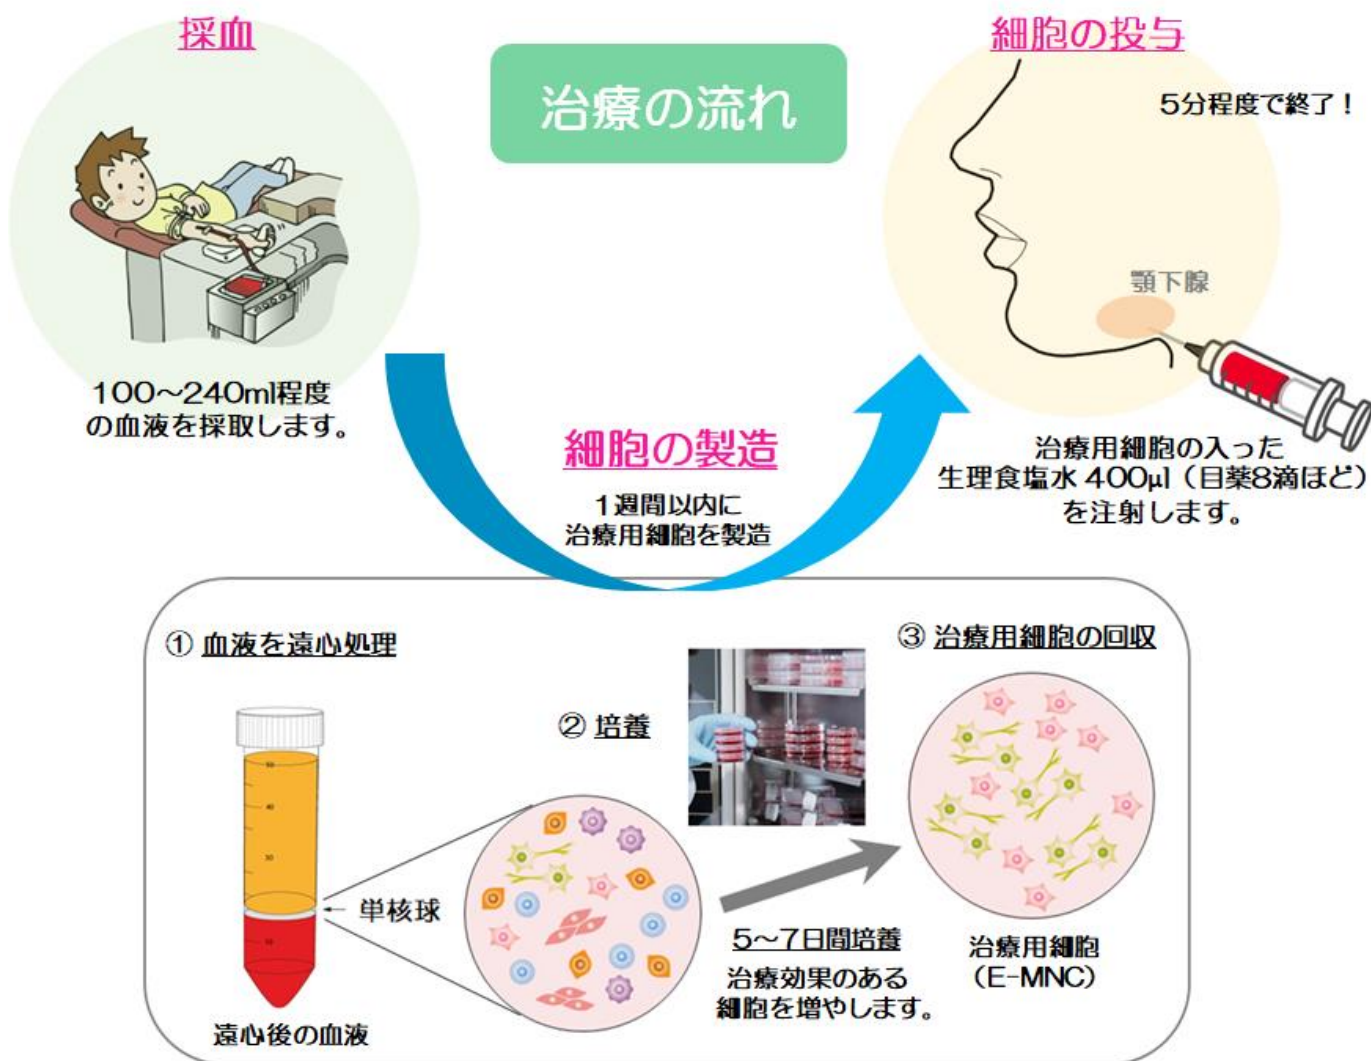 採血
治療の流れ
細胞の投与
5分程度で終了！
顎下腺
100～240ml程度
の血液を採取します。
細胞の製造
1週間以内に
治療用細胞を製造
治療用細胞の入った
生理食塩水 400μl（目薬8滴ほど）
を注射します。
① 血液を遠心処理
50
40
30
10
単核球
遠心後の血液
② 培養
5～7日間培養
治療効果のある
細胞を増やします。
③ 治療用細胞の回収
治療用細胞
（E-MNC）